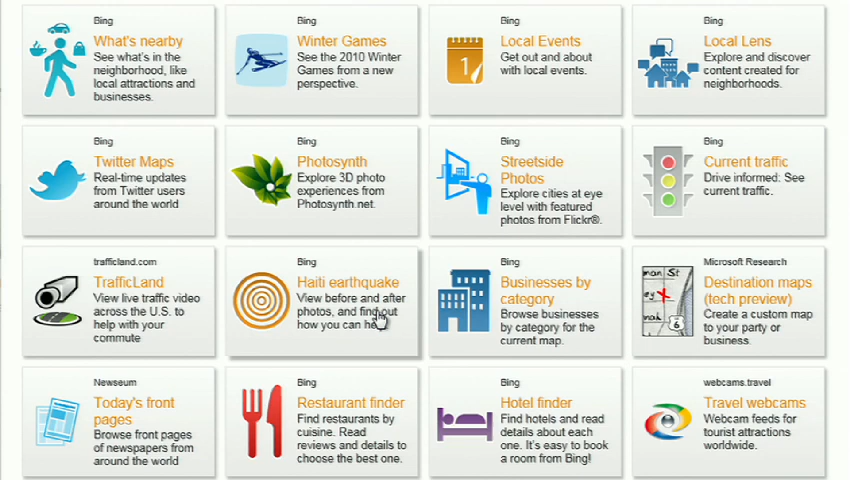 Bing
What's nearby
See what's in the
neighborhood, like
local attractions and
businesses.
Bing
Winter Games
See the 2010 Winter
Games from a new
perspective.
Bing
Local Events
Get out and about
with local events.
1
Bing
Local Lens
Explore and discover
content created for
neighborhoods.
Bing
Twitter Maps
Real-time updates
from Twitter users
around the world
Bing
Photosynth
Explore 3D photo
experiences from
Photosynth.net.
Bing
Streetside
Photos
Explore cities at eye
level with featured
photos from Flickr®.
Bing
Current traffic
Drive informed: See
current traffic.
trafficland.com
TrafficLand
View live traffic video
across the U.S. to
help with your
commute
Bing
Haiti earthquake
View before and after
photos, and find out
how you can
Bing
Businesses by
category
Browse businesses
by category for the
current map.
Microsoft Research
Destination maps
(tech preview)
Create a custom map
to your party or
business.
man St
ey
nak
6
Newseum
Today's front
pages
Browse front pages
of newspapers from
around the world
Bing
Restaurant finder
Find restaurants by
cuisine. Read
reviews and details to
choose the best one.
Bing
Hotel finder
Find hotels and read
details about each
one. It's easy to book
a room from Bing!
webcams.travel
Travel webcams
Webcam feeds for
tourist attractions
worldwide.